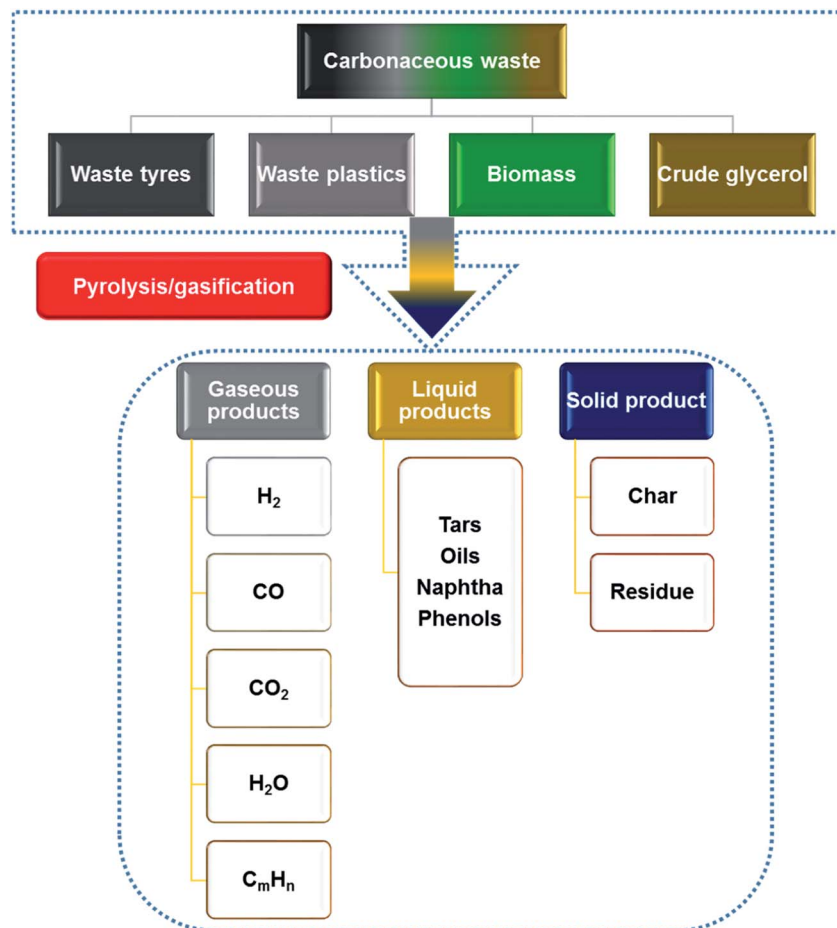 Carbonaceous waste
Waste tyres
Waste plastics
Biomass
Crude glycerol
Pyrolysis/gasification
Gaseous
products
H₂
CO
CO₂
H₂O
CₘHₙ
Liquid
products
Tars
Oils
Naphtha
Phenols
Solid product
Char
Residue